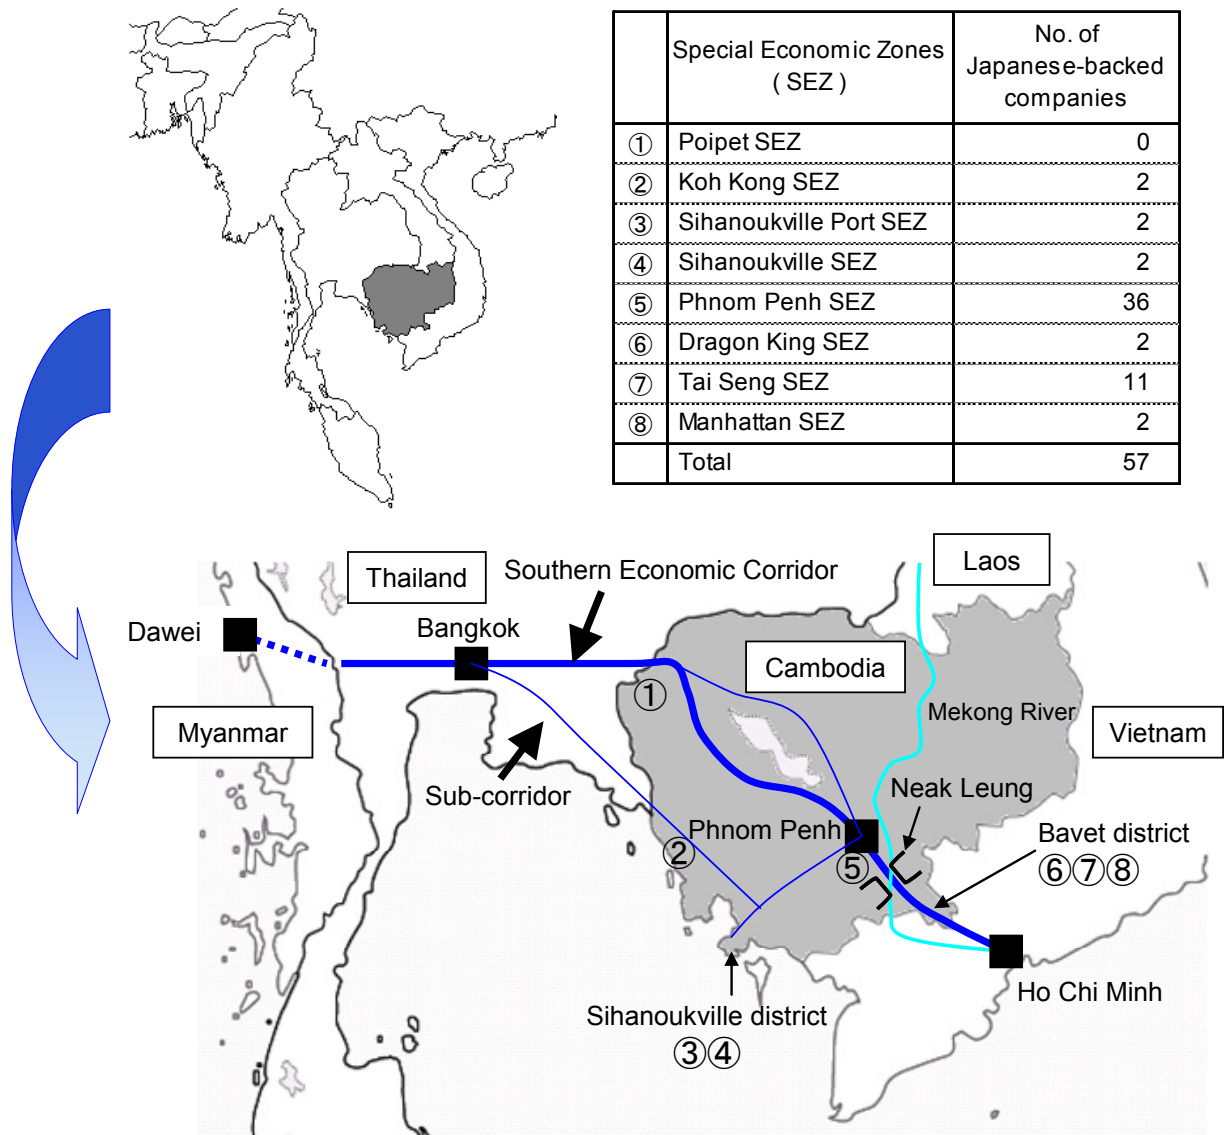 Special Economic Zones
( SEZ )
No. of
Japanese-backed
companies
① Poipet SEZ 0
② Koh Kong SEZ 2
③ Sihanoukville Port SEZ 2
④ Sihanoukville SEZ 2
⑤ Phnom Penh SEZ 36
⑥ Dragon King SEZ 2
⑦ Tai Seng SEZ 11
⑧ Manhattan SEZ 2
Total 57
Laos
Thailand
Southern Economic Corridor
Dawei
Bangkok
Cambodia
①
Mekong River
Myanmar
Vietnam
Sub-corridor
Neak Leung
Phnom Penh
Bavet district
②
⑤
⑥⑦⑧
Ho Chi Minh
Sihanoukville district
③④